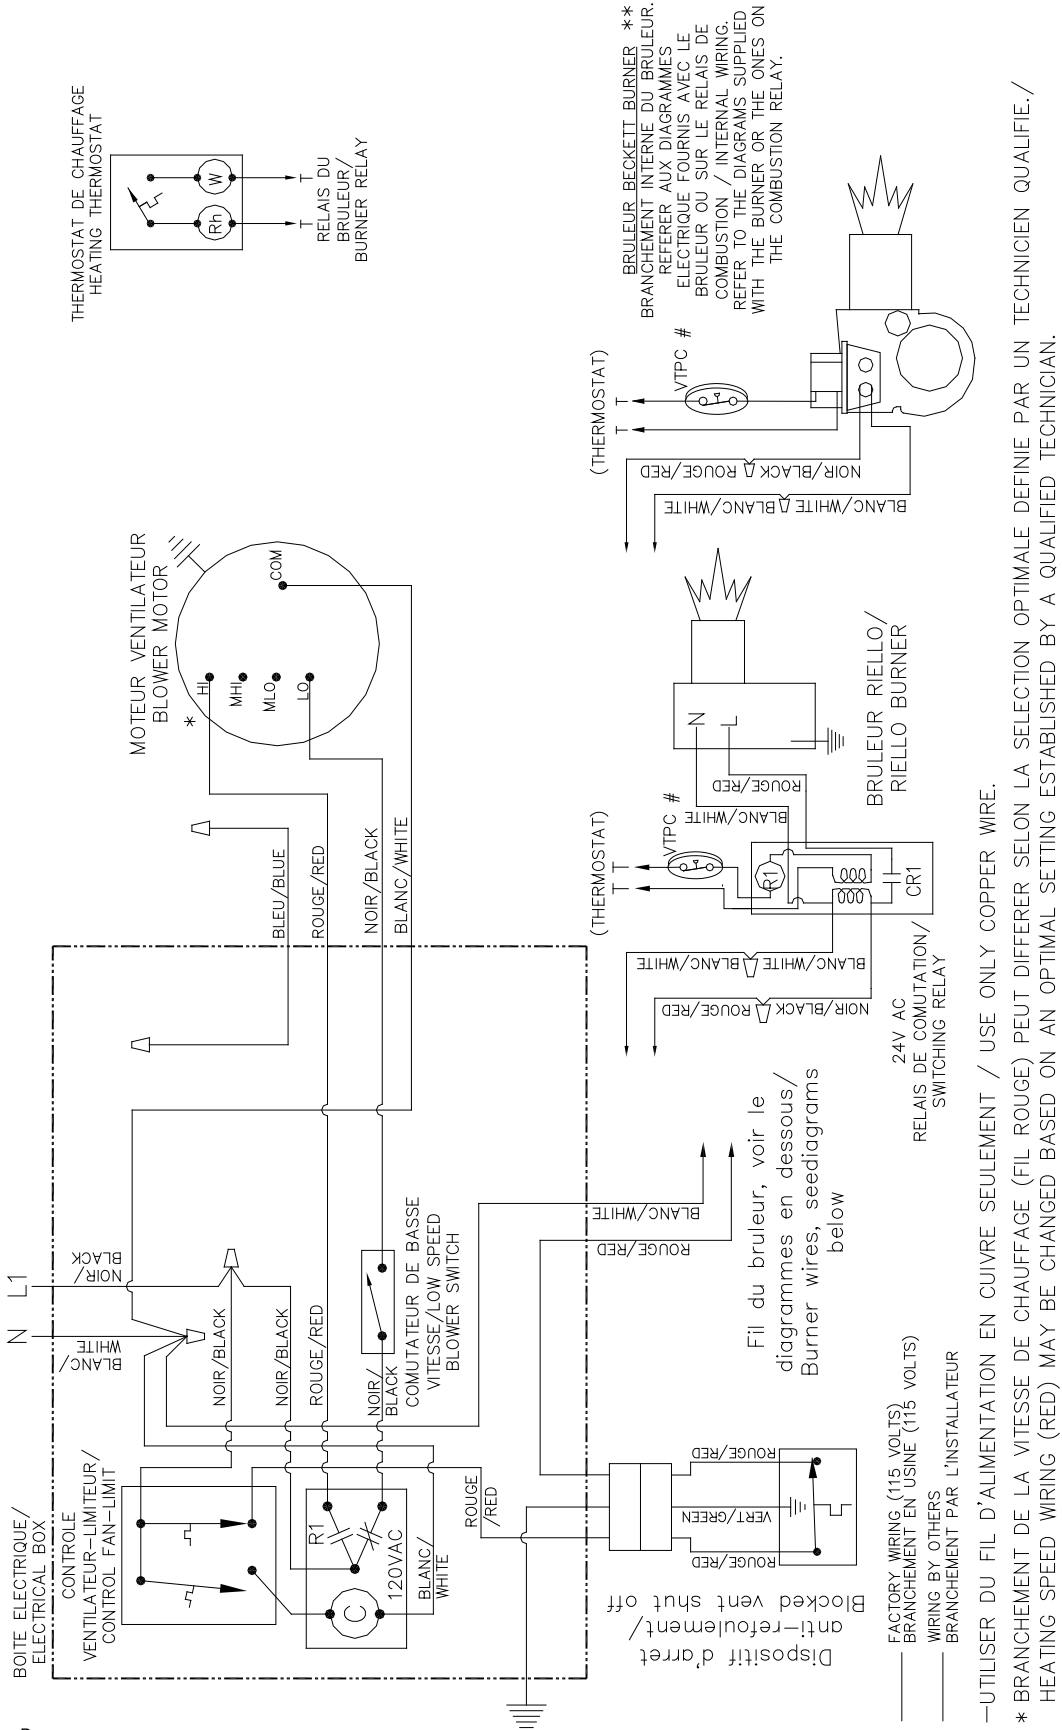 BOITE ELECTRIQUE/
ELECTRICAL BOX
CONTROLE
VENTILATEUR-LIMITEUR/
CONTROL FAN-LIMIT
N
L1
BLANC/
WHITE
NOIR/
BLACK
NOIR/BLACK
NOIR/BLACK
ROUGE/RED
R1
C
120VAC
BLANC/
WHITE
NOIR/
BLACK
COMUTATEUR DE BASSE
VITESSE/LOW SPEED
BLOWER SWITCH
ROUGE
/RED
BLEU/BLUE
ROUGE/RED
NOIR/BLACK
BLANC/WHITE
MOTEUR VENTILATEUR
BLOWER MOTOR
*
HI
MHI
MLO
LO
COM
THERMOSTAT DE CHAUFFAGE
HEATING THERMOSTAT
Rh
W
T
T
RELAIS DU
BRULEUR/
BURNER RELAY
Dispositif d'arret
anti-refoulement/
Blocked vent shut off
ROUGE/RED
VERT/GREEN
ROUGE/RED
BLANC/WHITE
ROUGE/RED
Fil du bruleur, voir le
diagrammes en dessous/
Burner wires, seediagrams
below
(THERMOSTAT)
T
T
VTPC #
BLANC/WHITE
BLANC/WHITE
ROUGE/RED
NOIR/BLACK
BLANC/WHITE
ROUGE/RED
R1
CR1
24V AC
RELAIS DE COMUTATION/
SWITCHING RELAY
N
L
BRULEUR RIELLO/
RIELLO BURNER
(THERMOSTAT)
T
T
VTPC #
ROUGE/RED
NOIR/BLACK
BLANC/WHITE
BLANC/WHITE
BRULEUR BECKETT BURNER **
BRANCHEMENT INTERNE DU BRULEUR.
REFERER AUX DIAGRAMMES
ELECTRIQUE FOURNIS AVEC LE
BRULEUR OU SUR LE RELAIS DE
COMBUSTION / INTERNAL WIRING.
REFER TO THE DIAGRAMS SUPPLIED
WITH THE BURNER OR THE ONES ON
THE COMBUSTION RELAY.
FACTORY WIRING (115 VOLTS)
BRANCHEMENT EN USINE (115 VOLTS)
WIRING BY OTHERS
BRANCHEMENT PAR L'INSTALLATEUR
-UTILISER DU FIL D'ALIMENTATION EN CUIVRE SEULEMENT / USE ONLY COPPER WIRE.
* BRANCHEMENT DE LA VITESSE DE CHAUFFAGE (FIL ROUGE) PEUT DIFFERER SELON LA SELECTION OPTIMALE DEFINIE PAR UN TECHNICIEN QUALIFIE./
HEATING SPEED WIRING (RED) MAY BE CHANGED BASED ON AN OPTIMAL SETTING ESTABLISHED BY A QUALIFIED TECHNICIAN.